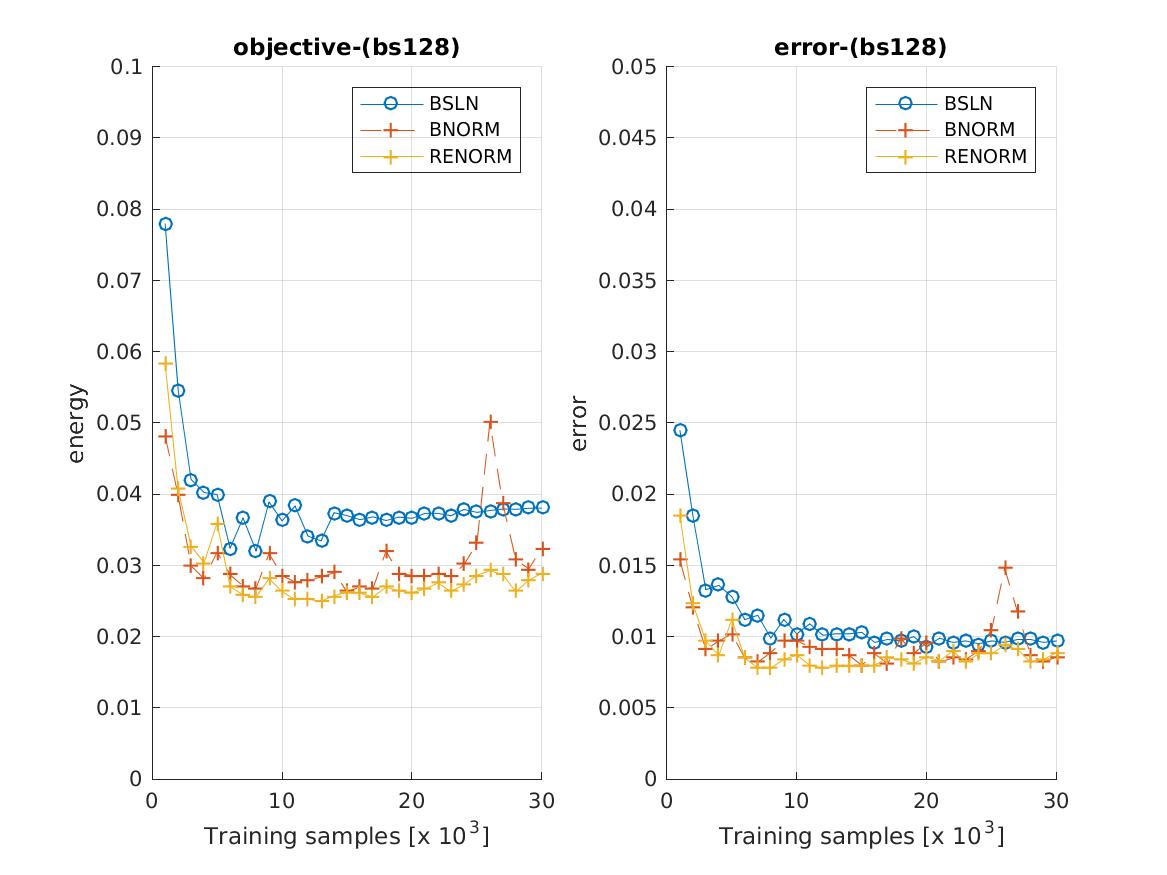 objective-(bs128)
0.1
0.09
0.08
0.07
0.06
0.05
0.04
0.03
0.02
0.01
0
energy
0 10 20 30
Training samples [x 10^3]
BSLN
BNORM
RENORM
error-(bs128)
0.05
0.045
0.04
0.035
0.03
0.025
0.02
0.015
0.01
0.005
0
error
0 10 20 30
Training samples [x 10^3]
BSLN
BNORM
RENORM